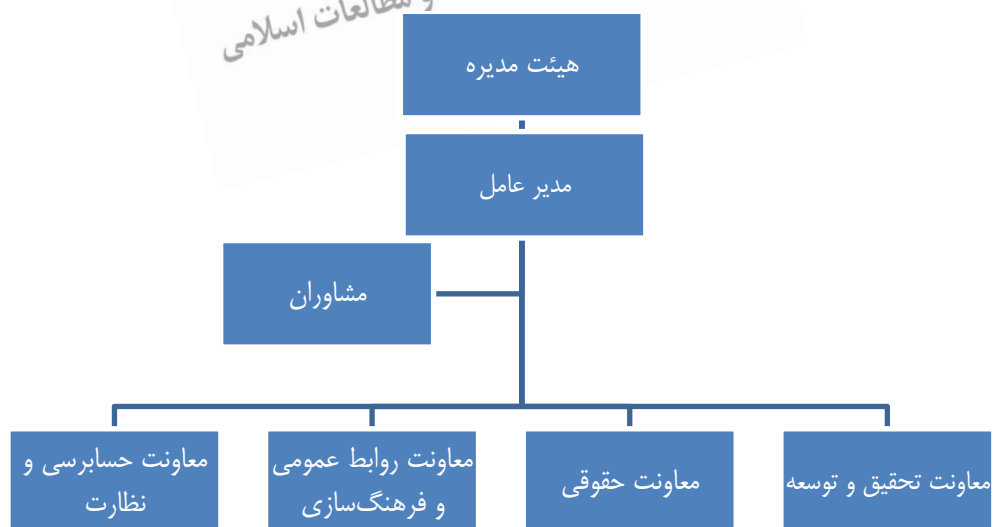 و مطالعات اسلامی
هیئت مدیره
مدیر عامل
مشاوران
معاونت تحقیق و توسعه
معاونت حقوقی
معاونت روابط عمومی
و فرهنگ‌سازی
معاونت حسابرسی و
نظارت